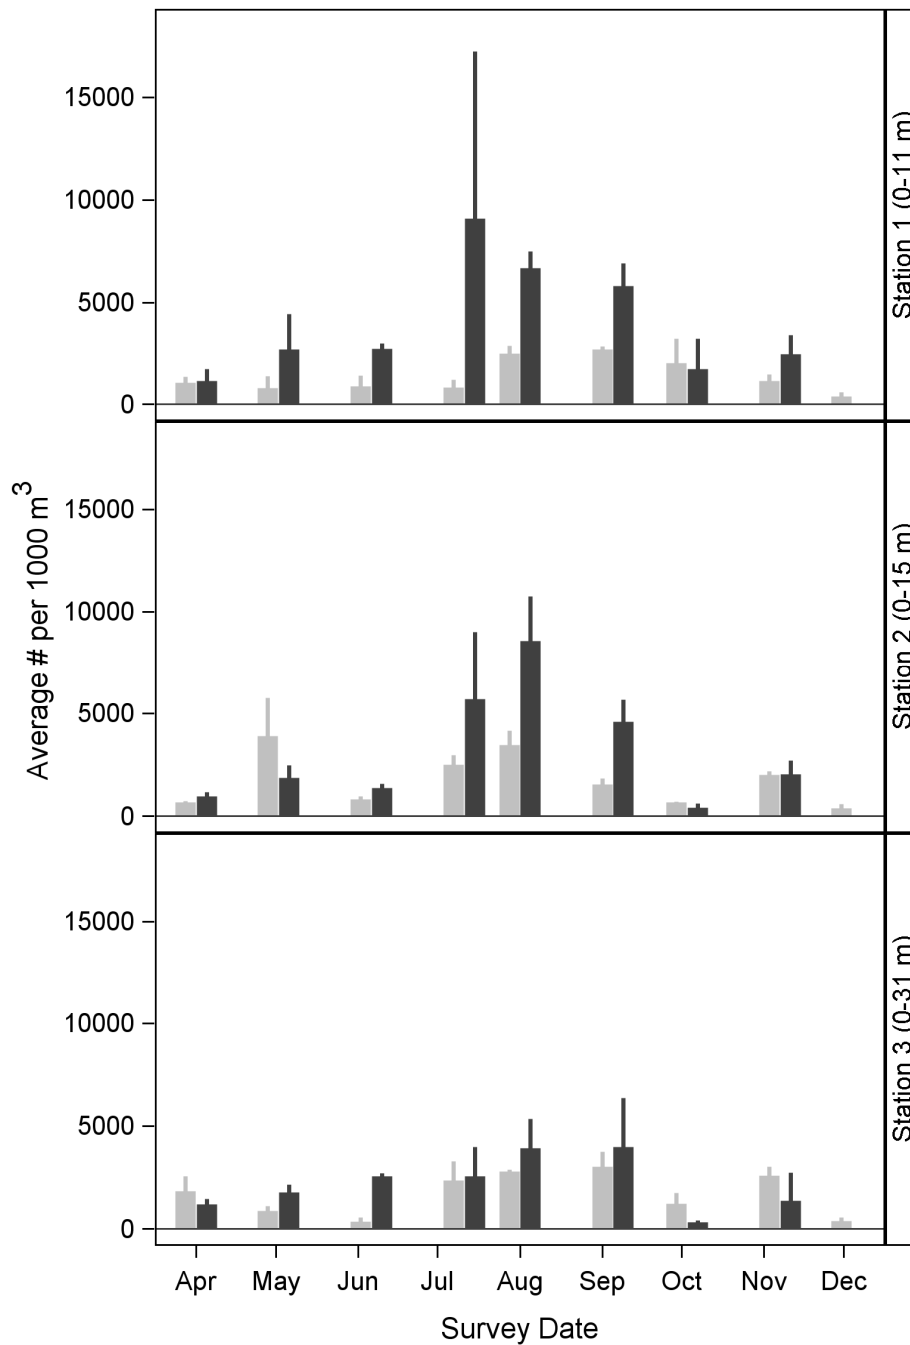 15000
10000
5000
0
Station 1 (0-11 m)
15000
10000
5000
0
Station 2 (0-15 m)
15000
10000
5000
0
Station 3 (0-31 m)
Average # per 1000 m³
Apr May Jun Jul Aug Sep Oct Nov Dec
Survey Date